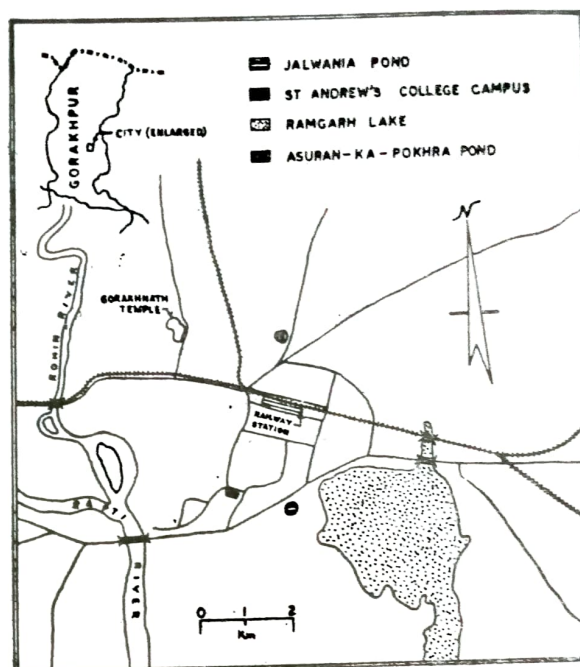 JALWANIA POND
ST ANDREW'S COLLEGE CAMPUS
RAMGARH LAKE
ASURAN-KA-POKHRA POND
GORAKHPUR
CITY (ENLARGED)
N
ROHIN RIVER
GORAKHNATH
TEMPLE
RAILWAY
STATION
RAPTI
RIVER
0 1 2
Km